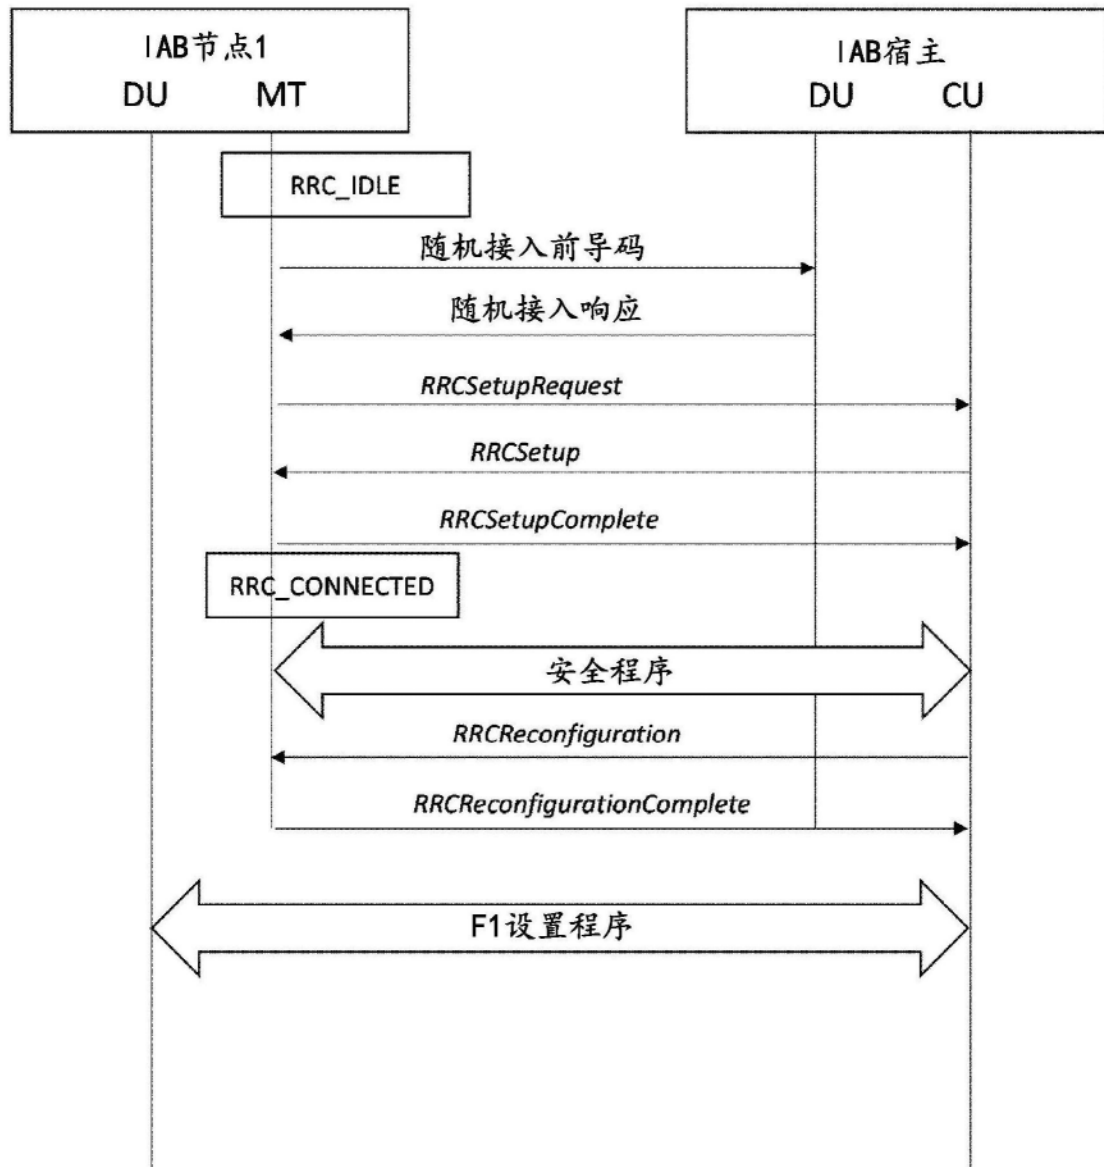 IAB节点1
DU MT
IAB宿主
DU CU
RRC_IDLE
随机接入前导码
随机接入响应
RRCSetupRequest
RRCSetup
RRCSetupComplete
RRC_CONNECTED
安全程序
RRCReconfiguration
RRCReconfigurationComplete
F1设置程序